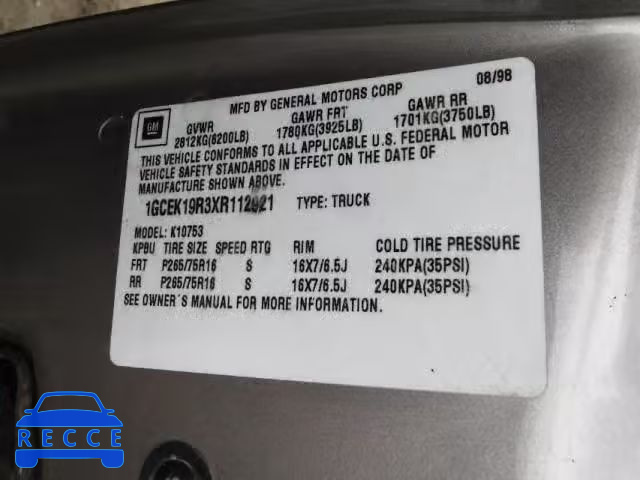 08/98
MFD BY GENERAL MOTORS CORP
GM
GVWR GAWR FRT GAWR RR
2812KG(6200LB) 1780KG(3925LB) 1701KG(3750LB)
THIS VEHICLE CONFORMS TO ALL APPLICABLE U.S. FEDERAL MOTOR
VEHICLE SAFETY STANDARDS IN EFFECT ON THE DATE OF
MANUFACTURE SHOWN ABOVE.
1GCEK19R3XR112921 TYPE: TRUCK
MODEL: K10753
KPBU TIRE SIZE SPEED RTG RIM COLD TIRE PRESSURE
FRT P265/75R16 S 16X7/6.5J 240KPA(35PSI)
RR P265/75R16 S 16X7/6.5J 240KPA(35PSI)
SEE OWNER'S MANUAL FOR MORE INFORMATION.
RECCE